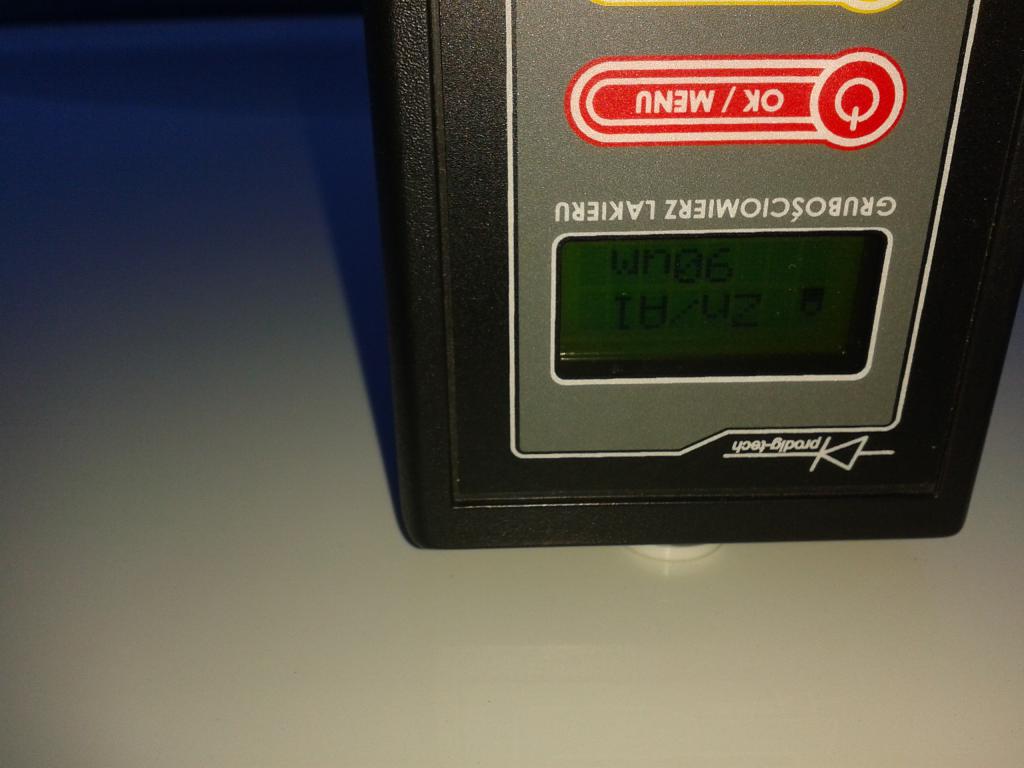 prodig-tech
Zn/Al
90um
GRUBOŚCIOMIERZ LAKIERU
OK / MENU